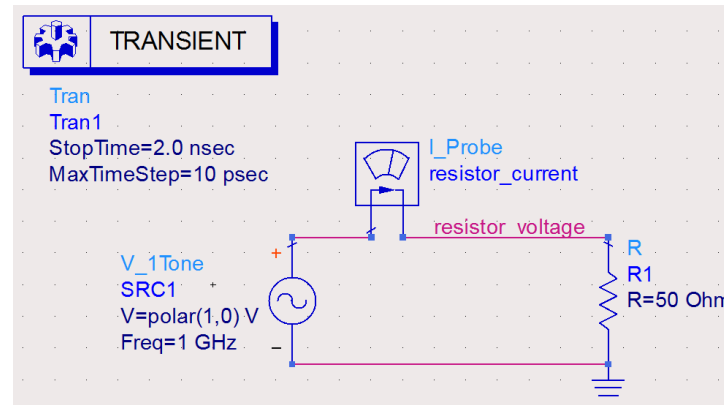 TRANSIENT
Tran
Tran1
StopTime=2.0 nsec
MaxTimeStep=10 psec
I_Probe
resistor_current
resistor_voltage
+
V_1Tone
SRC1
V=polar(1,0) V
Freq=1 GHz
–
R
R1
R=50 Ohm